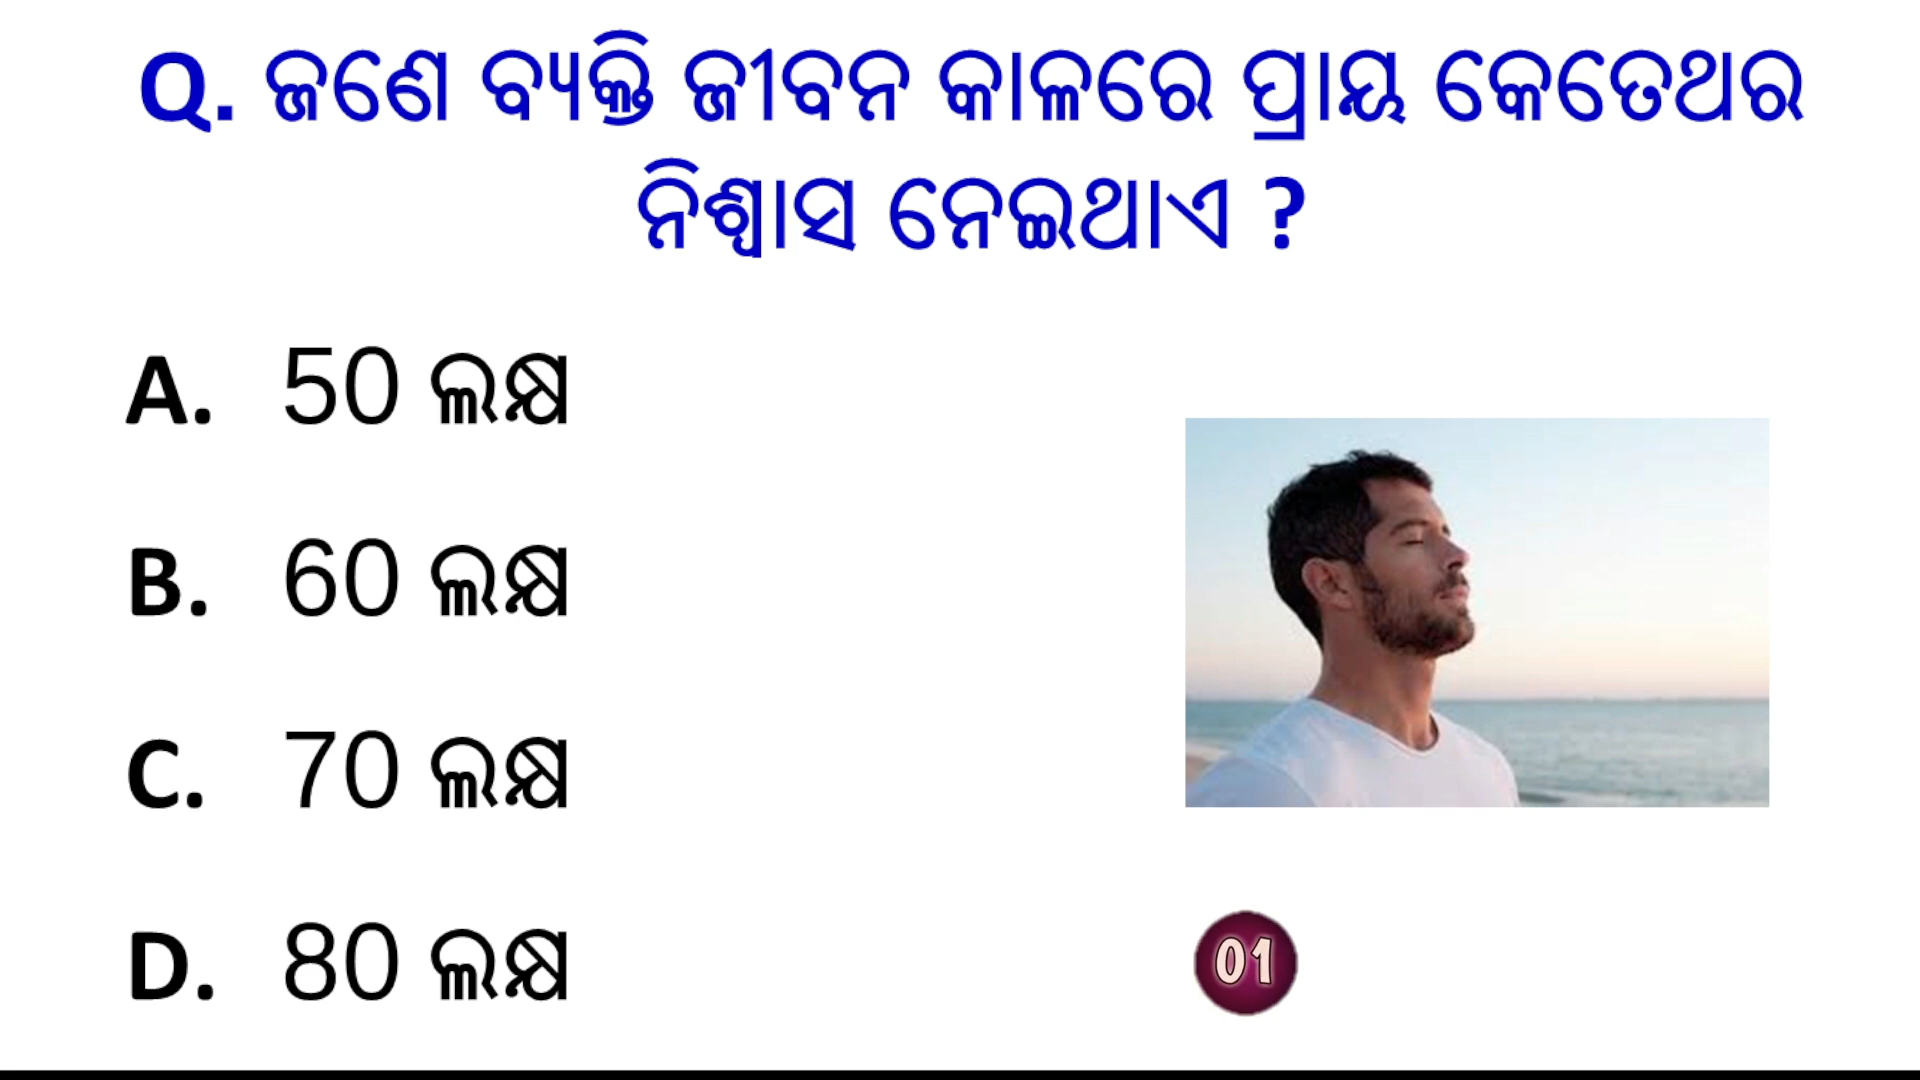 Q. ଜଣେ ବ୍ୟକ୍ତି ଜୀବନ କାଳରେ ପ୍ରାୟ କେତେଥର
ନିଶ୍ୱାସ ନେଇଥାଏ ?
A. 50 ଲକ୍ଷ
B. 60 ଲକ୍ଷ
C. 70 ଲକ୍ଷ
D. 80 ଲକ୍ଷ
01